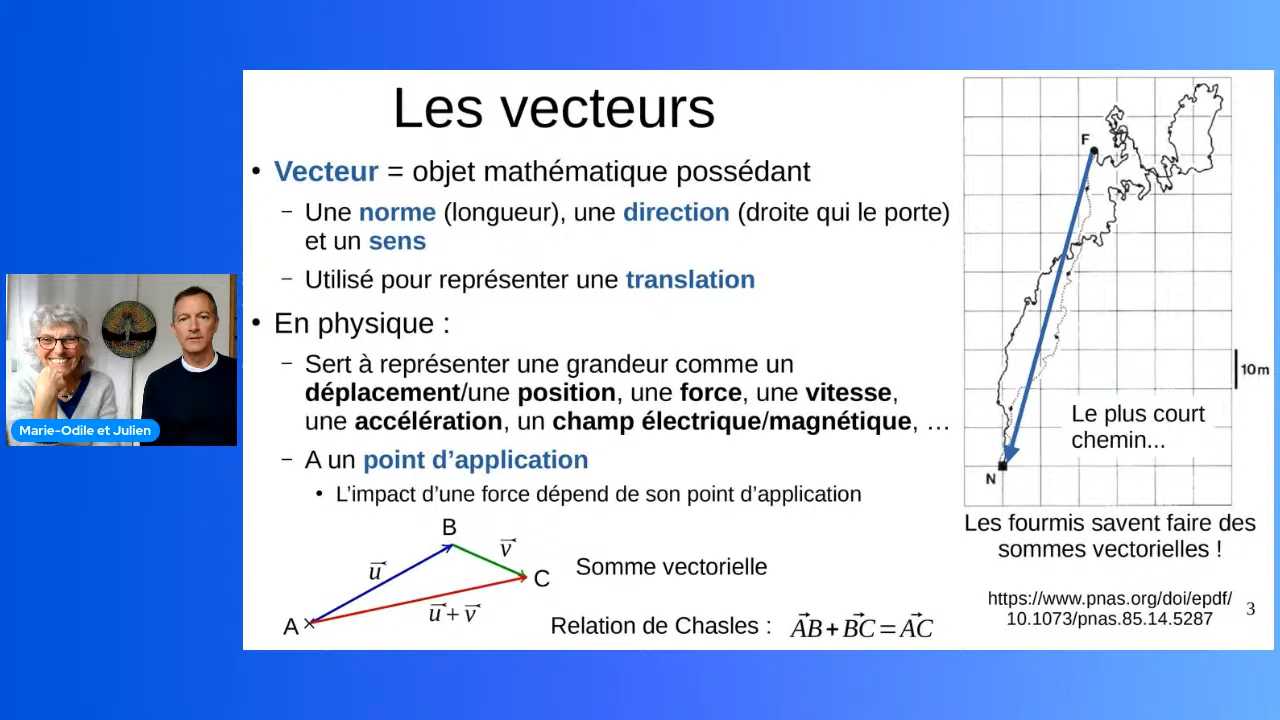 Les vecteurs
• Vecteur = objet mathématique possédant
– Une norme (longueur), une direction (droite qui le porte)
et un sens
– Utilisé pour représenter une translation
• En physique :
– Sert à représenter une grandeur comme un
déplacement/une position, une force, une vitesse,
une accélération, un champ électrique/magnétique, …
– A un point d’application
• L’impact d’une force dépend de son point d’application
B
u⃗
v⃗
C
A
u⃗ + v⃗
Somme vectorielle
Relation de Chasles : A⃗B + B⃗C = A⃗C
F
10 m
Le plus court
chemin...
N
Les fourmis savent faire des
sommes vectorielles !
https://www.pnas.org/doi/epdf/
10.1073/pnas.85.14.5287
3
Marie-Odile et Julien